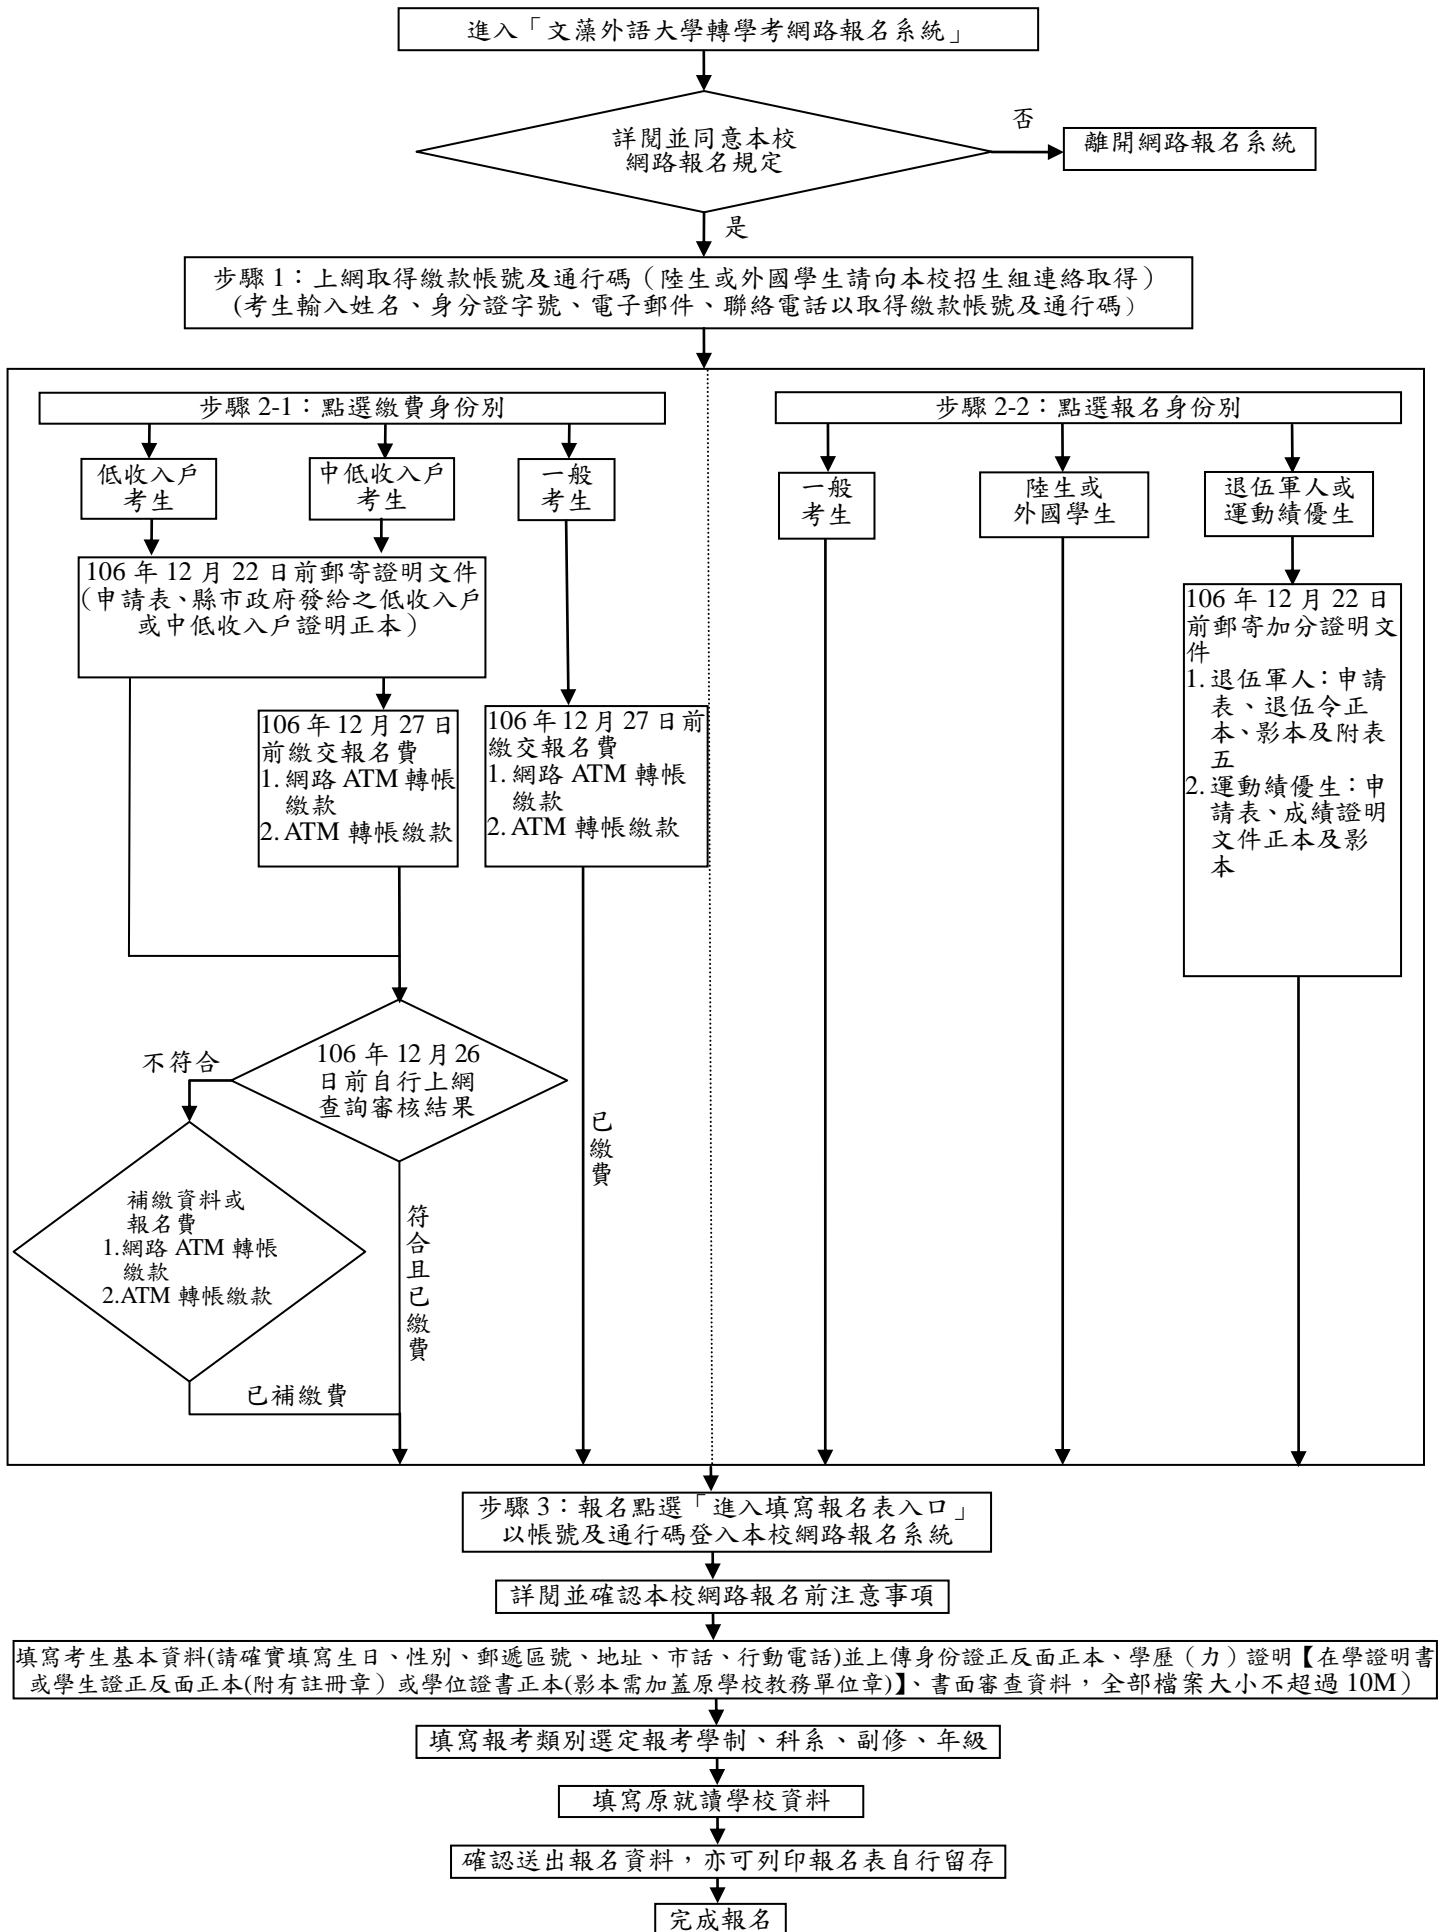 進入「文藻外語大學轉學考網路報名系統」
詳閱並同意本校
網路報名規定
否
離開網路報名系統
是
步驟 1：上網取得繳款帳號及通行碼（陸生或外國學生請向本校招生組連絡取得）
(考生輸入姓名、身分證字號、電子郵件、聯絡電話以取得繳款帳號及通行碼）
步驟 2-1：點選繳費身份別
低收入戶
考生
中低收入戶
考生
一般
考生
106 年 12 月 22 日前郵寄證明文件
（申請表、縣市政府發給之低收入戶
或中低收入戶證明正本）
106 年 12 月 27 日
前繳交報名費
1. 網路 ATM 轉帳
繳款
2. ATM 轉帳繳款
106 年 12 月 27 日前
繳交報名費
1. 網路 ATM 轉帳
繳款
2. ATM 轉帳繳款
106 年 12 月 26
日前自行上網
查詢審核結果
不符合
補繳資料或
報名費
1.網路 ATM 轉帳
繳款
2.ATM 轉帳繳款
符合且已繳費
已繳費
已補繳費
步驟 2-2：點選報名身份別
一般
考生
陸生或
外國學生
退伍軍人或
運動績優生
106 年 12 月 22 日
前郵寄加分證明文
件
1. 退伍軍人：申請
表、退伍令正
本、影本及附表
五
2. 運動績優生：申
請表、成績證明
文件正本及影
本
步驟 3：報名點選「進入填寫報名表入口」
以帳號及通行碼登入本校網路報名系統
詳閱並確認本校網路報名前注意事項
填寫考生基本資料(請確實填寫生日、性別、郵遞區號、地址、市話、行動電話)並上傳身份證正反面正本、學歷（力）證明【在學證明書
或學生證正反面正本(附有註冊章）或學位證書正本(影本需加蓋原學校教務單位章)】、書面審查資料，全部檔案大小不超過 10M）
填寫報考類別選定報考學制、科系、副修、年級
填寫原就讀學校資料
確認送出報名資料，亦可列印報名表自行留存
完成報名